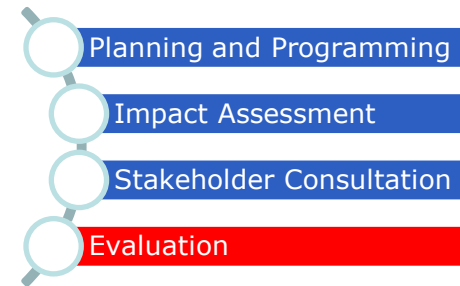 Planning and Programming
Impact Assessment
Stakeholder Consultation
Evaluation